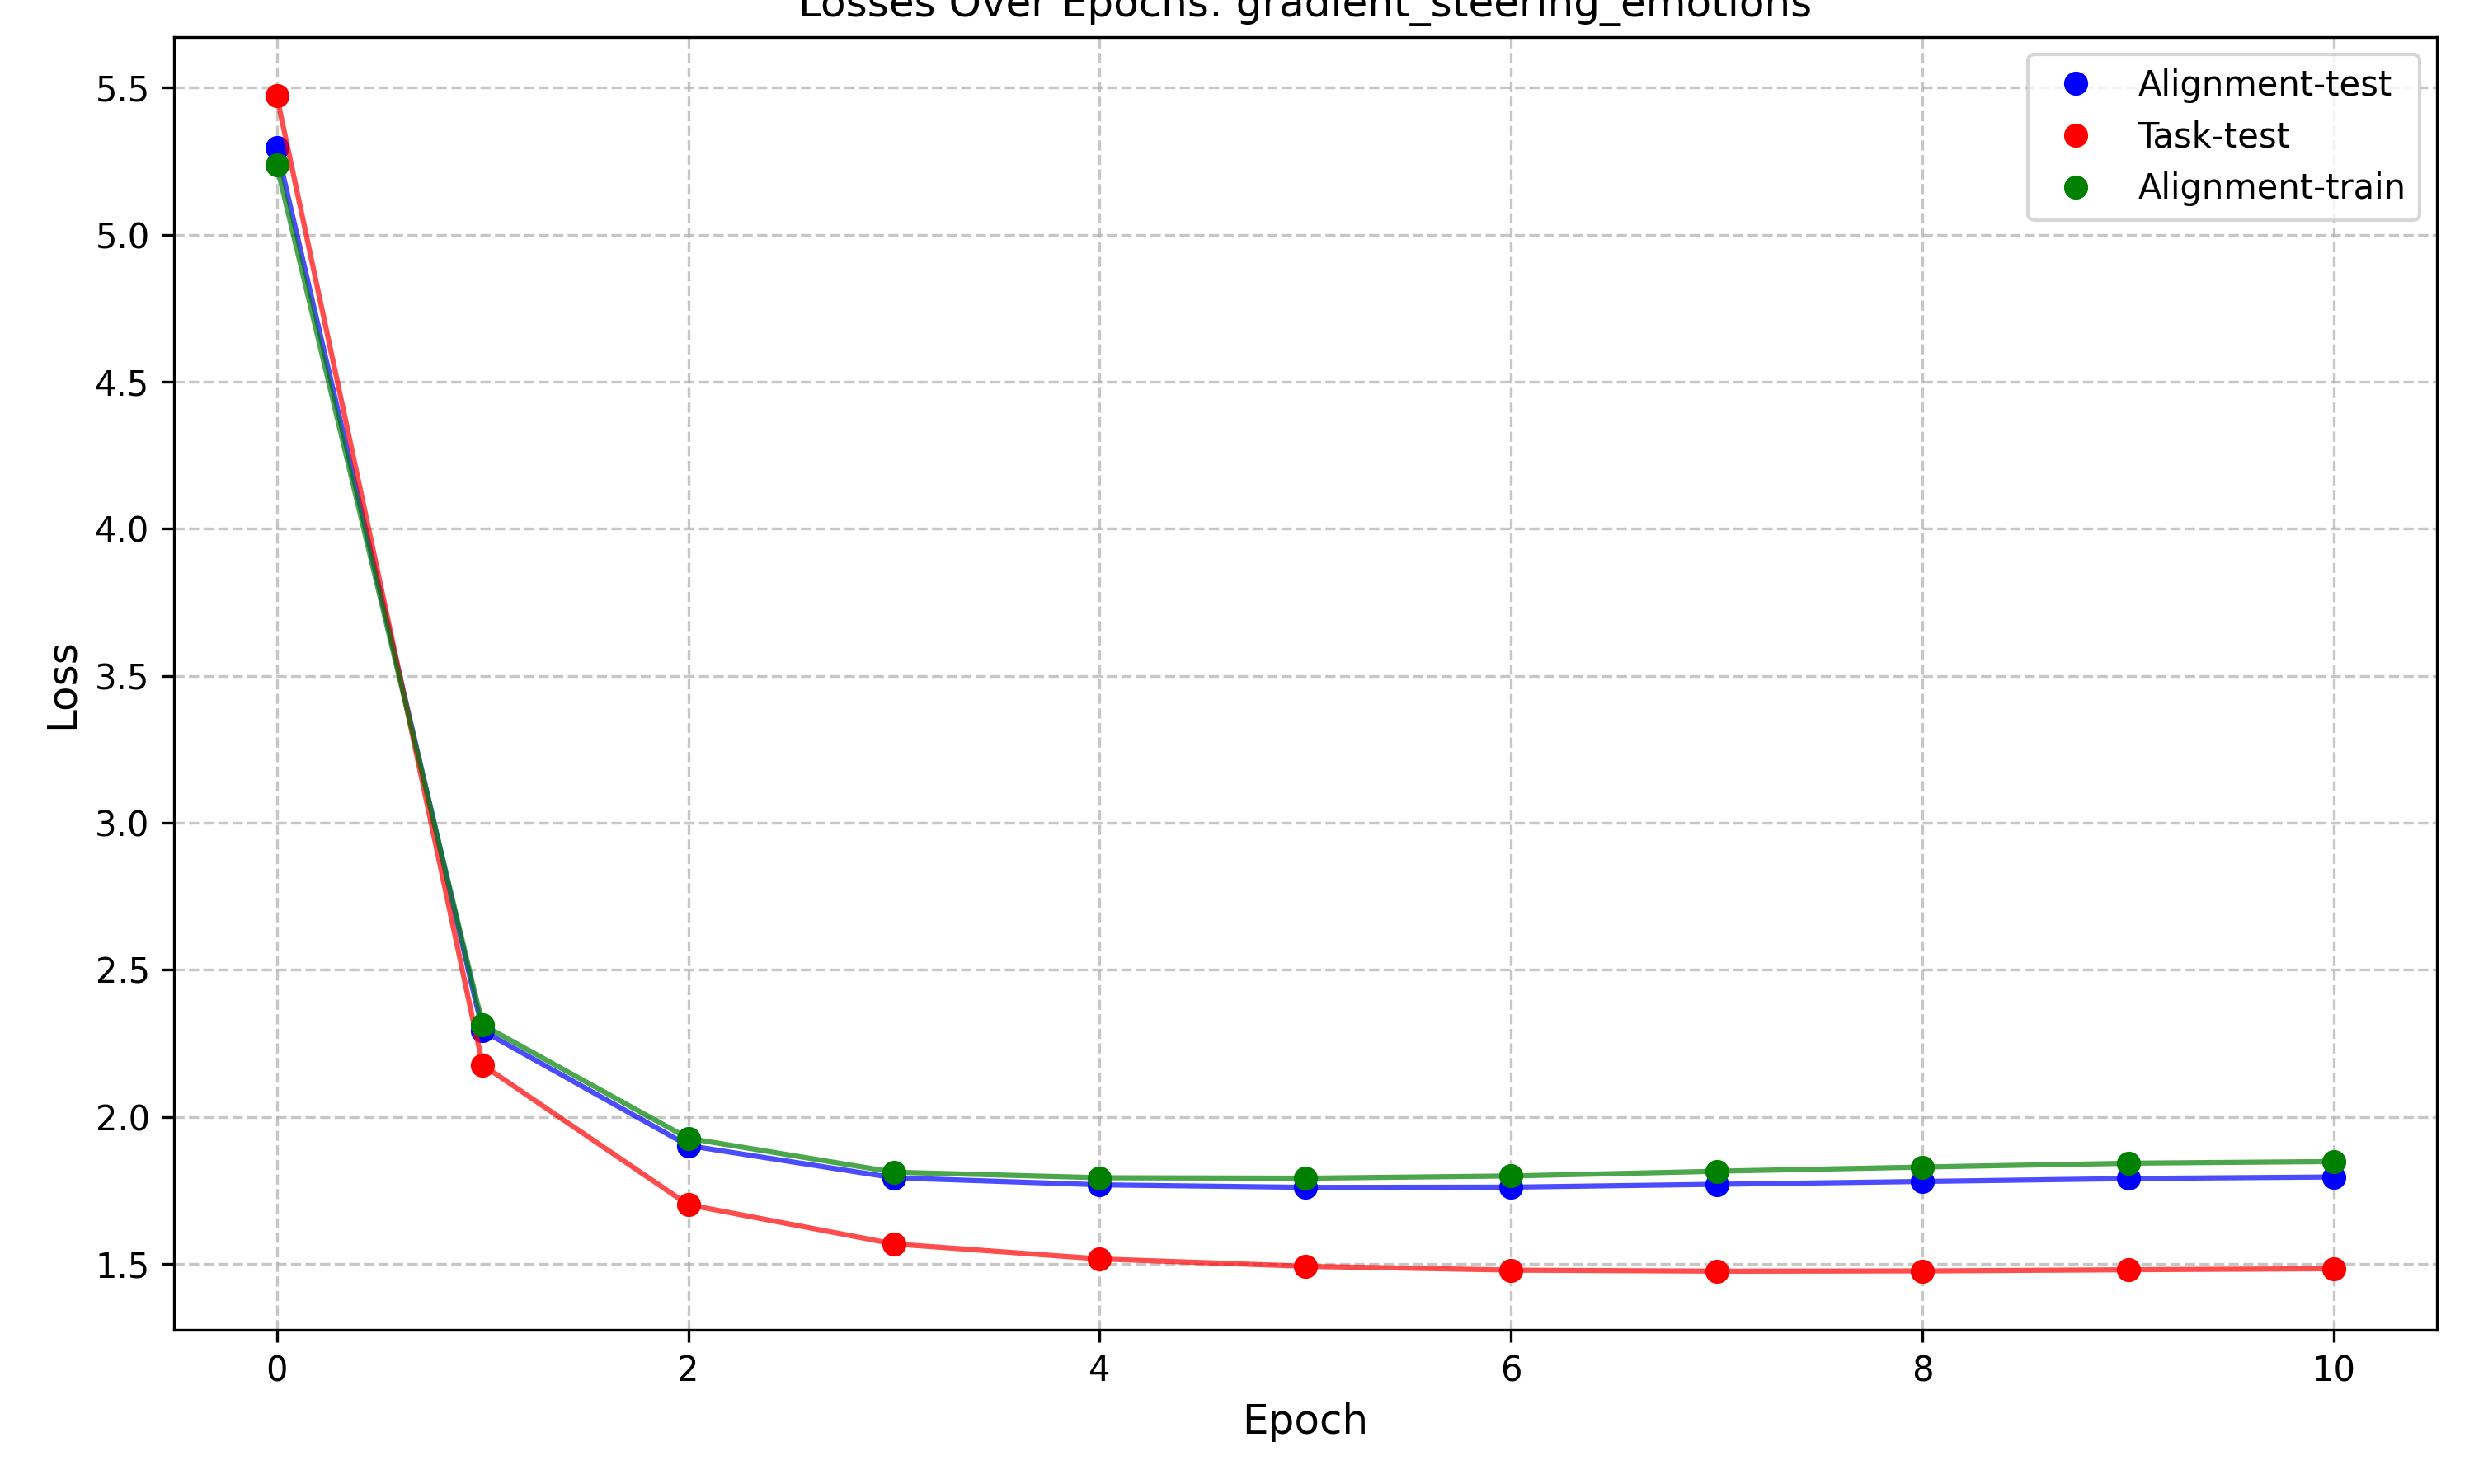 Losses Over Epochs: gradient_steering_emotions
5.5
5.0
4.5
4.0
3.5
3.0
2.5
2.0
1.5
Loss
Alignment-test
Task-test
Alignment-train
0
2
4
6
8
10
Epoch